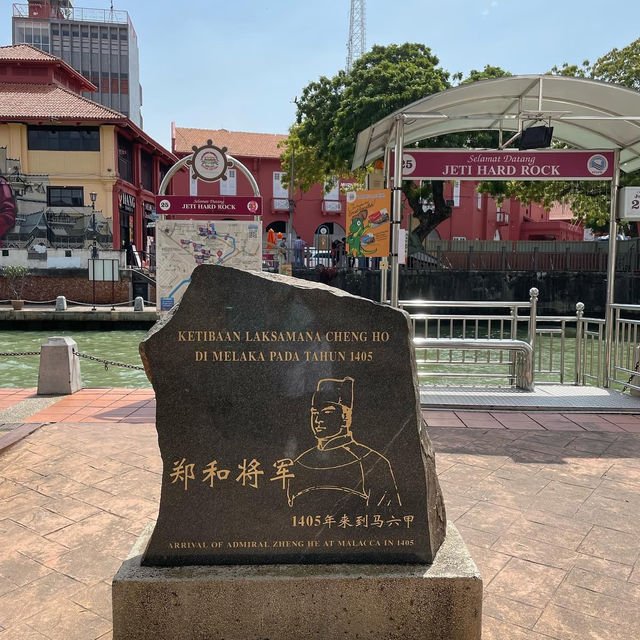 Selamat Datang
JETI HARD ROCK
25
Selamat Datang
JETI HARD ROCK
25
KETIBAAN LAKSAMANA CHENG HO
DI MELAKA PADA TAHUN 1405
郑和将军
1405年来到马六甲
ARRIVAL OF ADMIRAL ZHENG HE AT MALACCA IN 1405